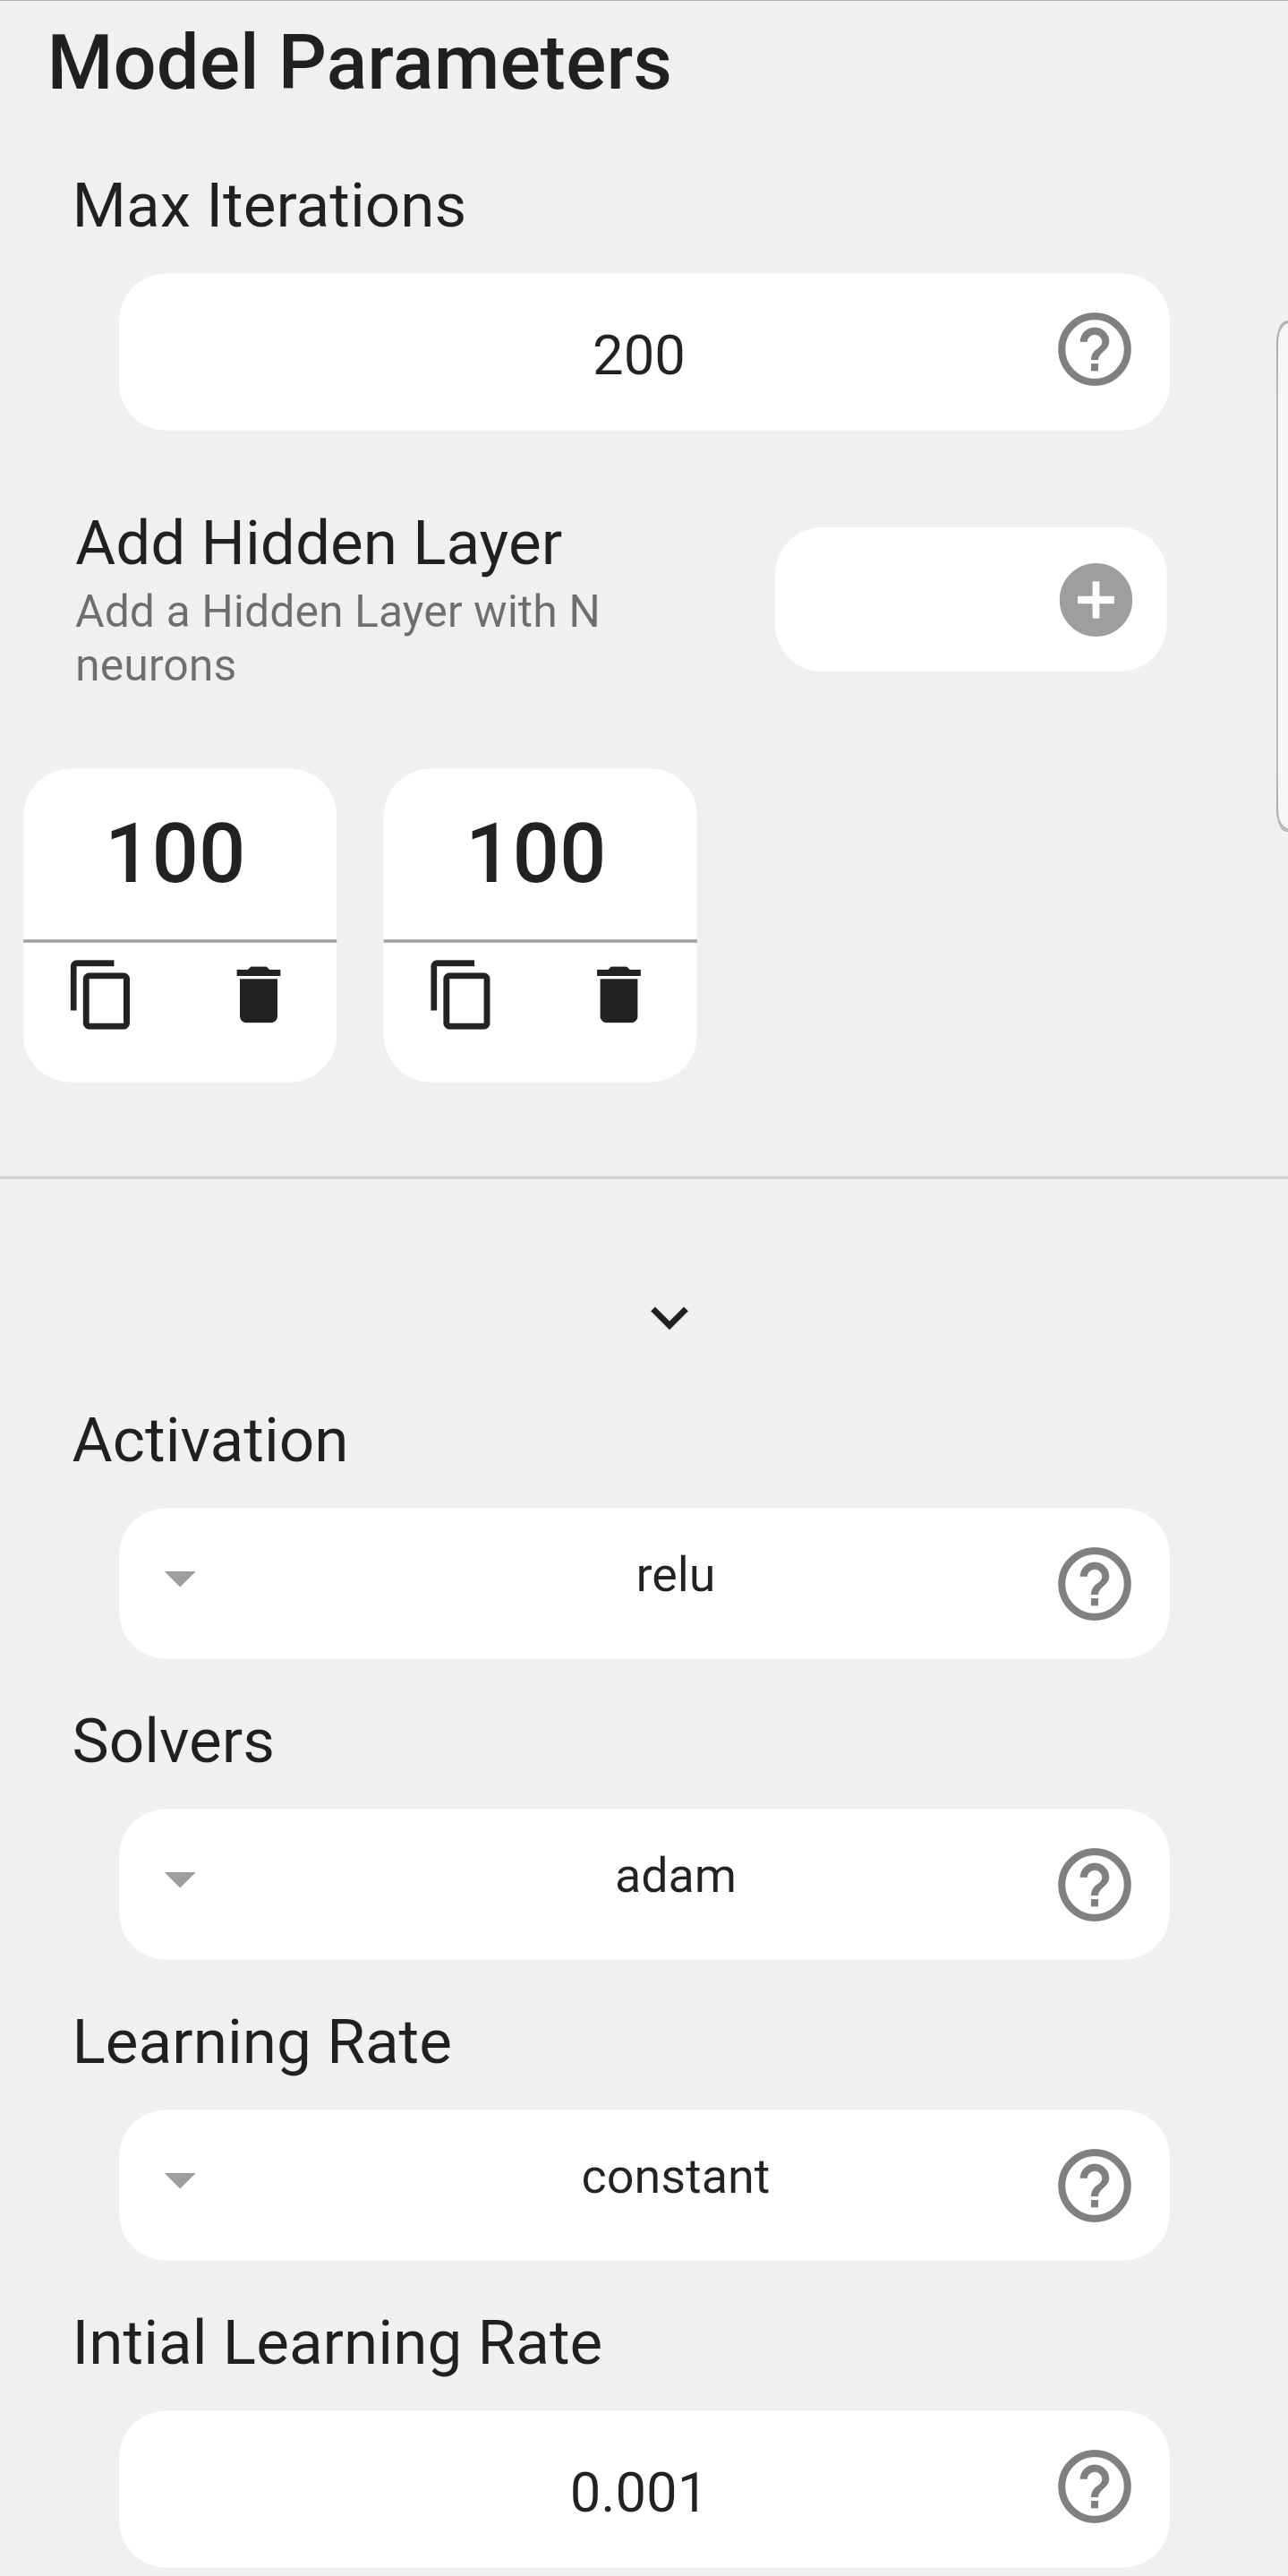 Model Parameters
Max Iterations
200
Add Hidden Layer
Add a Hidden Layer with N
neurons
100
100
Activation
relu
Solvers
adam
Learning Rate
constant
Intial Learning Rate
0.001